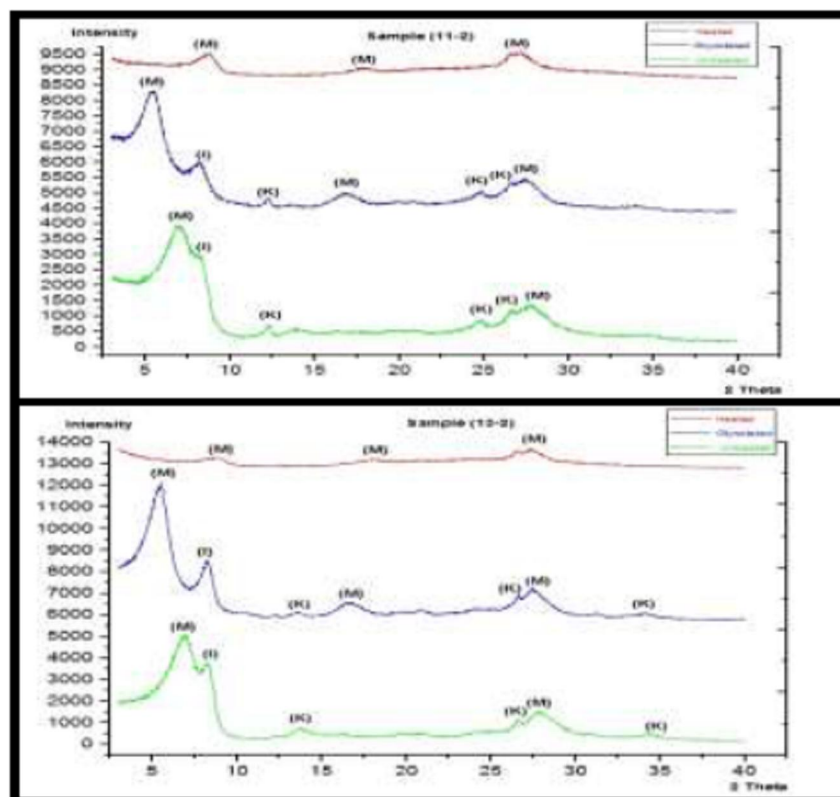 Intensity
Sample (11-2)
Heated
Glycolated
Untreated
9500
9000
8500
8000
7500
7000
6500
6000
5500
5000
4500
4000
3500
3000
2500
2000
1500
1000
500
0
(M) (M) (M)
(M) (I) (K) (M) (K) (K) (M)
(M) (I) (K) (K) (K) (M)
5 10 15 20 25 30 35 40
2 Theta
Intensity
Heated
Glycolated
14000
13000
12000
11000
10000
9000
8000
7000
6000
5000
4000
3000
2000
1000
0
(M) (M) (M)
(M) (I) (K) (M) (K) (M) (K)
(M) (I) (K) (K) (M) (K)
5 10 15 20 25 30 35 40
2 Theta